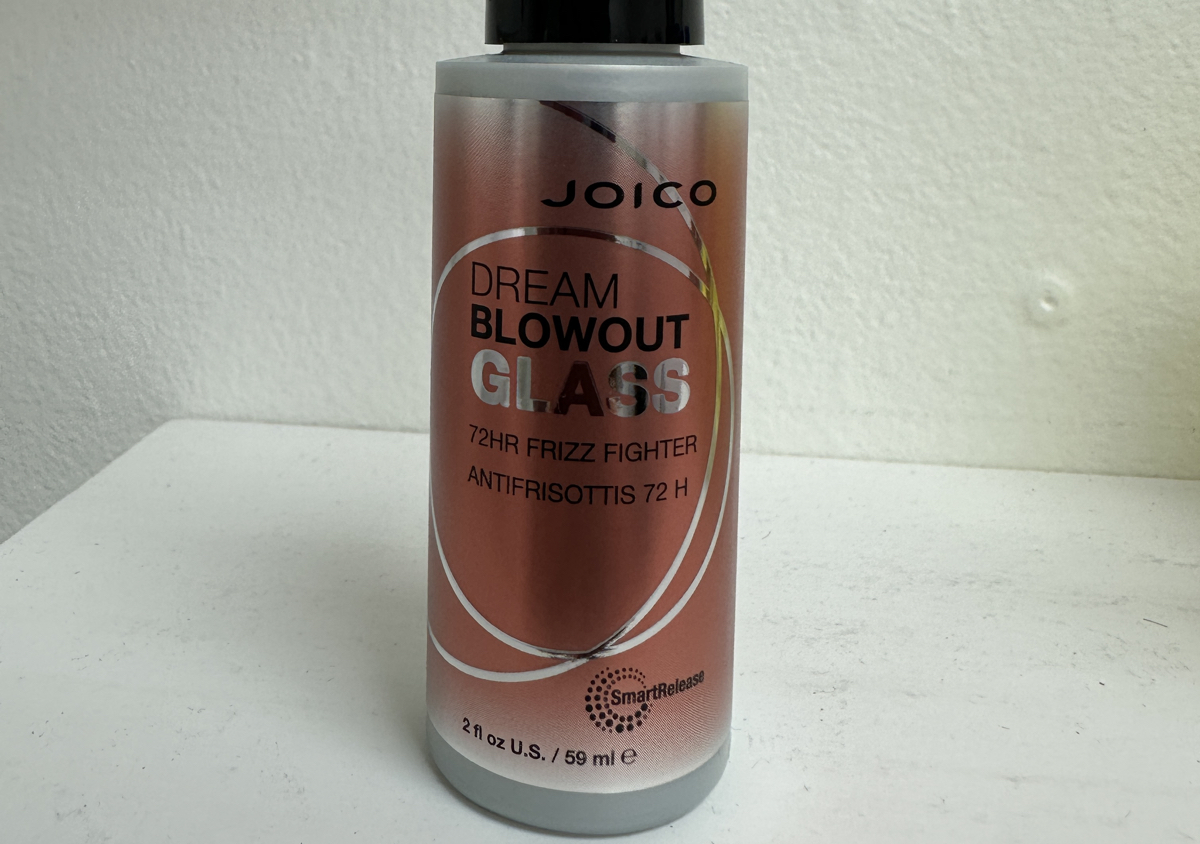 JOICO
DREAM
BLOWOUT
GLASS
72HR FRIZZ FIGHTER
ANTIFRISOTTIS 72 H
SmartRelease
2 fl oz U.S. / 59 ml ℮